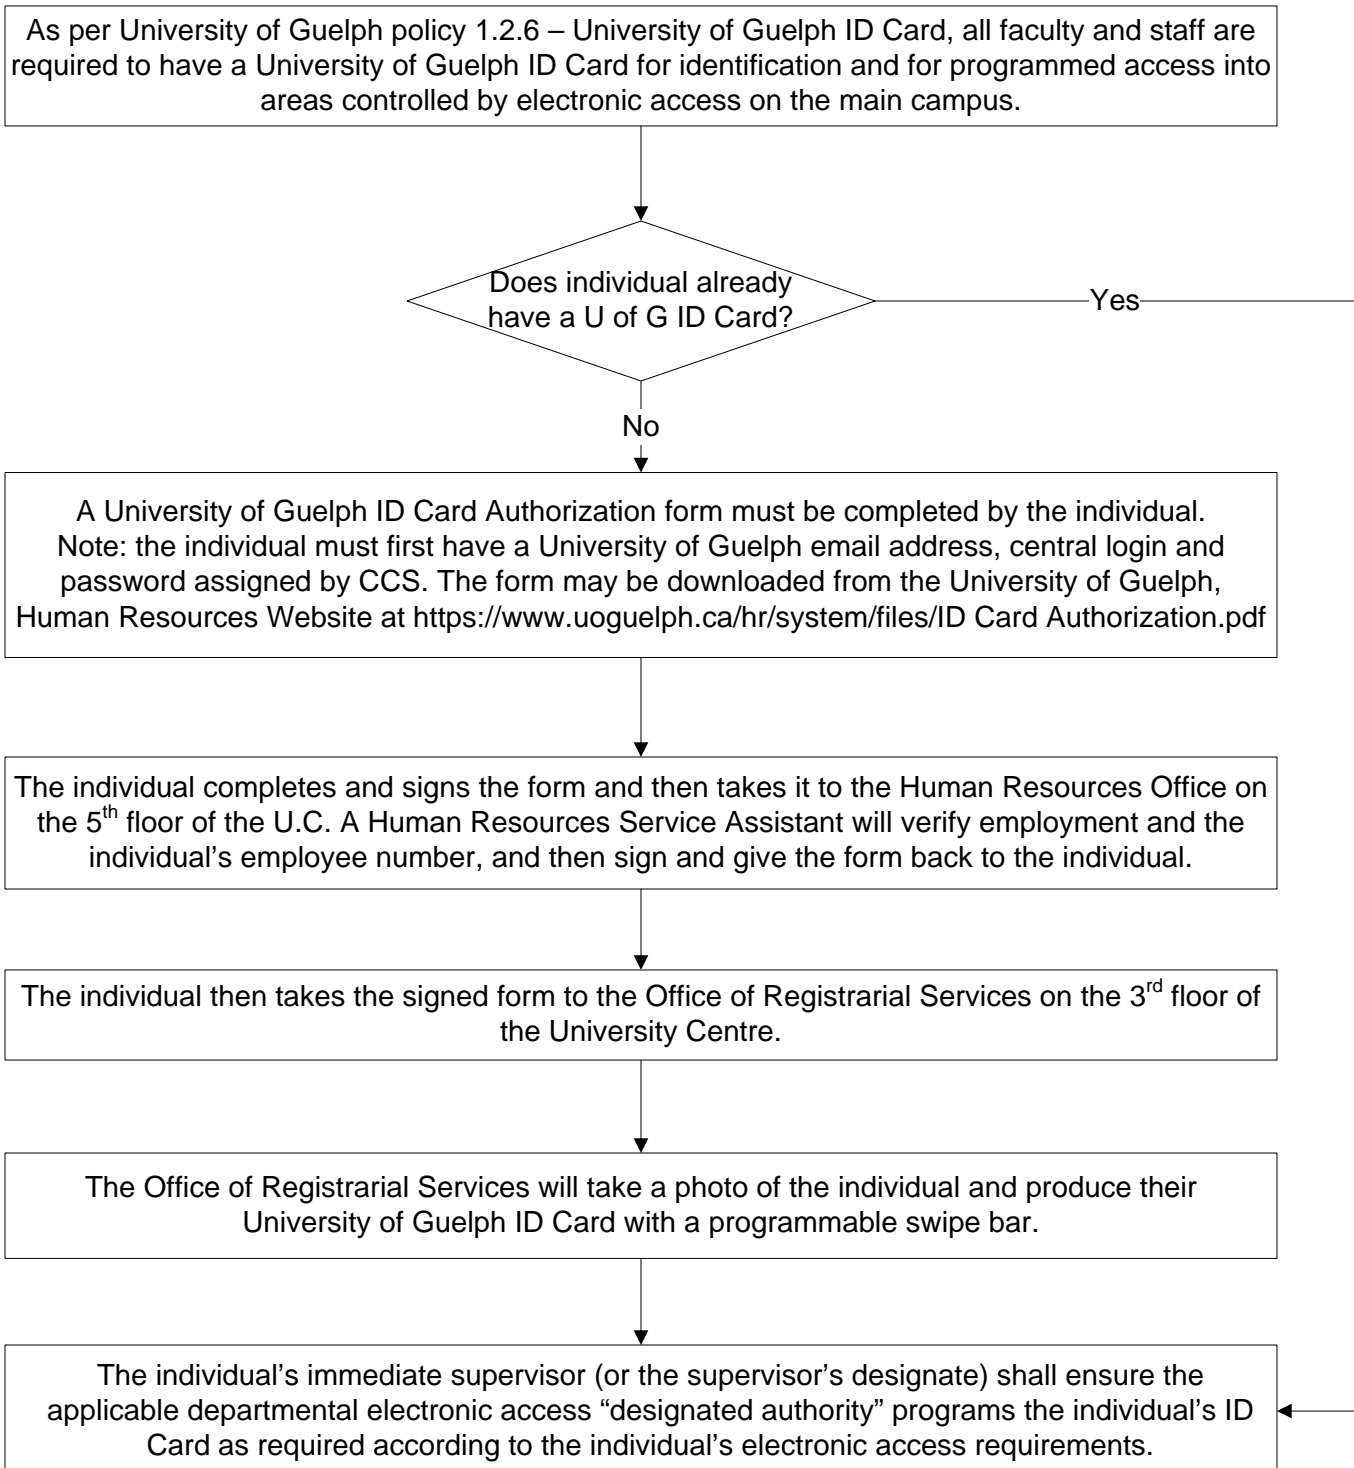 As per University of Guelph policy 1.2.6 – University of Guelph ID Card, all faculty and staff are
required to have a University of Guelph ID Card for identification and for programmed access into
areas controlled by electronic access on the main campus.
Does individual already
have a U of G ID Card?
Yes
No
A University of Guelph ID Card Authorization form must be completed by the individual.
Note: the individual must first have a University of Guelph email address, central login and
password assigned by CCS. The form may be downloaded from the University of Guelph,
Human Resources Website at https://www.uoguelph.ca/hr/system/files/ID Card Authorization.pdf
The individual completes and signs the form and then takes it to the Human Resources Office on
the 5th floor of the U.C. A Human Resources Service Assistant will verify employment and the
individual’s employee number, and then sign and give the form back to the individual.
The individual then takes the signed form to the Office of Registrarial Services on the 3rd floor of
the University Centre.
The Office of Registrarial Services will take a photo of the individual and produce their
University of Guelph ID Card with a programmable swipe bar.
The individual’s immediate supervisor (or the supervisor’s designate) shall ensure the
applicable departmental electronic access “designated authority” programs the individual’s ID
Card as required according to the individual’s electronic access requirements.